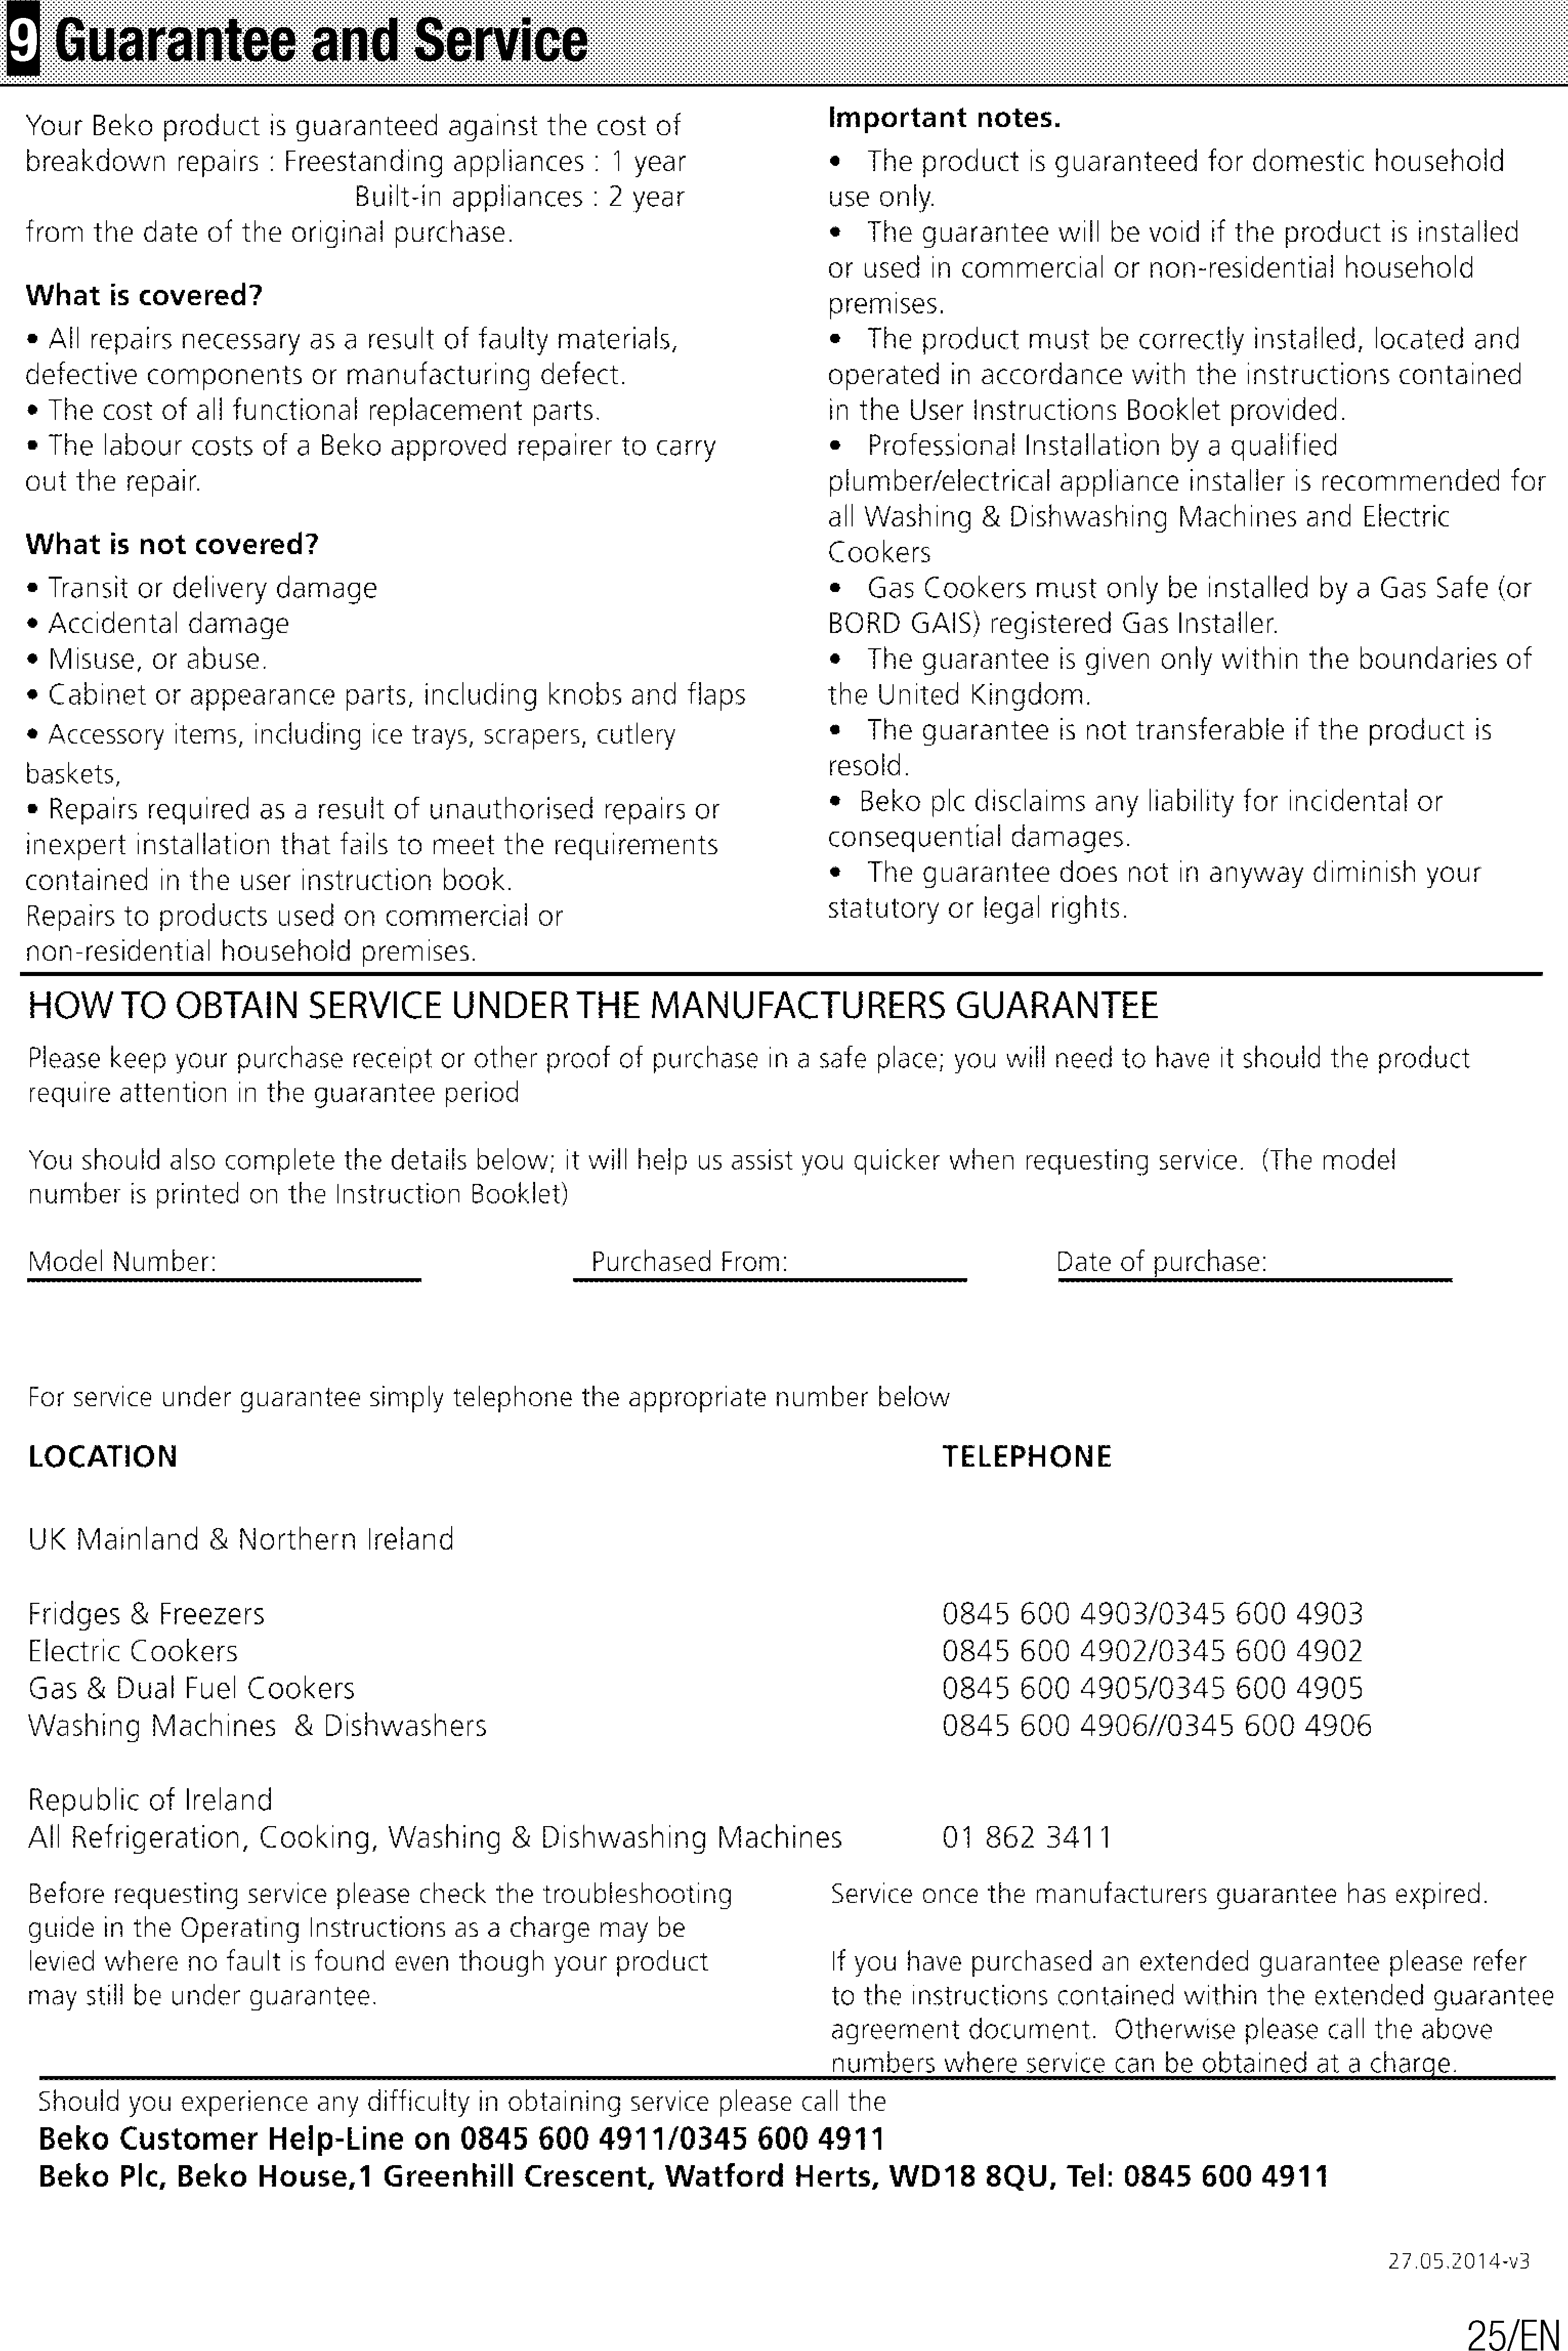 9 Guarantee and Service
Your Beko product is guaranteed against the cost of
breakdown repairs : Freestanding appliances : 1 year
Built-in appliances : 2 year
from the date of the original purchase.
What is covered?
• All repairs necessary as a result of faulty materials,
defective components or manufacturing defect.
• The cost of all functional replacement parts.
• The labour costs of a Beko approved repairer to carry
out the repair.
What is not covered?
• Transit or delivery damage
• Accidental damage
• Misuse, or abuse.
• Cabinet or appearance parts, including knobs and flaps
• Accessory items, including ice trays, scrapers, cutlery
baskets,
• Repairs required as a result of unauthorised repairs or
inexpert installation that fails to meet the requirements
contained in the user instruction book.
Repairs to products used on commercial or
non-residential household premises.
Important notes.
• The product is guaranteed for domestic household
use only.
• The guarantee will be void if the product is installed
or used in commercial or non-residential household
premises.
• The product must be correctly installed, located and
operated in accordance with the instructions contained
in the User Instructions Booklet provided.
• Professional Installation by a qualified
plumber/electrical appliance installer is recommended for
all Washing & Dishwashing Machines and Electric
Cookers
• Gas Cookers must only be installed by a Gas Safe (or
BORD GAIS) registered Gas Installer.
• The guarantee is given only within the boundaries of
the United Kingdom.
• The guarantee is not transferable if the product is
resold.
• Beko plc disclaims any liability for incidental or
consequential damages.
• The guarantee does not in anyway diminish your
statutory or legal rights.
HOW TO OBTAIN SERVICE UNDER THE MANUFACTURERS GUARANTEE
Please keep your purchase receipt or other proof of purchase in a safe place; you will need to have it should the product
require attention in the guarantee period
You should also complete the details below; it will help us assist you quicker when requesting service. (The model
number is printed on the Instruction Booklet)
Model Number: Purchased From: Date of purchase:
For service under guarantee simply telephone the appropriate number below
LOCATION TELEPHONE
UK Mainland & Northern Ireland
Fridges & Freezers 0845 600 4903/0345 600 4903
Electric Cookers 0845 600 4902/0345 600 4902
Gas & Dual Fuel Cookers 0845 600 4905/0345 600 4905
Washing Machines & Dishwashers 0845 600 4906//0345 600 4906
Republic of Ireland
All Refrigeration, Cooking, Washing & Dishwashing Machines 01 862 3411
Before requesting service please check the troubleshooting
guide in the Operating Instructions as a charge may be
levied where no fault is found even though your product
may still be under guarantee.
Service once the manufacturers guarantee has expired.
If you have purchased an extended guarantee please refer
to the instructions contained within the extended guarantee
agreement document. Otherwise please call the above
numbers where service can be obtained at a charge.
Should you experience any difficulty in obtaining service please call the
Beko Customer Help-Line on 0845 600 4911/0345 600 4911
Beko Plc, Beko House,1 Greenhill Crescent, Watford Herts, WD18 8QU, Tel: 0845 600 4911
27.05.2014-v3
25/EN